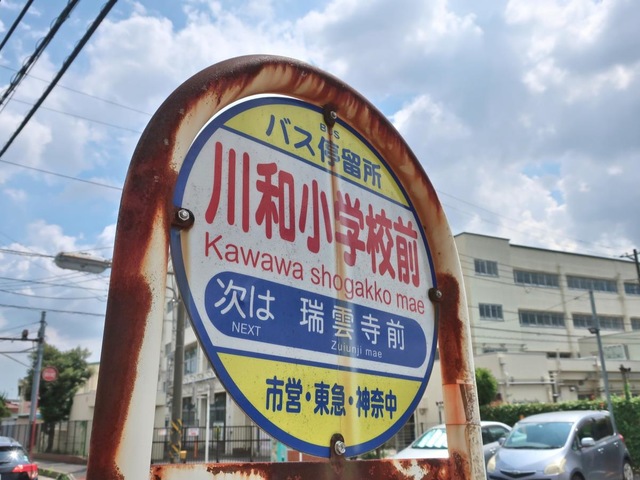 バス停留所
BUS
川和小学校前
Kawawa shogakko mae
次は 瑞雲寺前
NEXT Zuiunji mae
市営・東急・神奈中